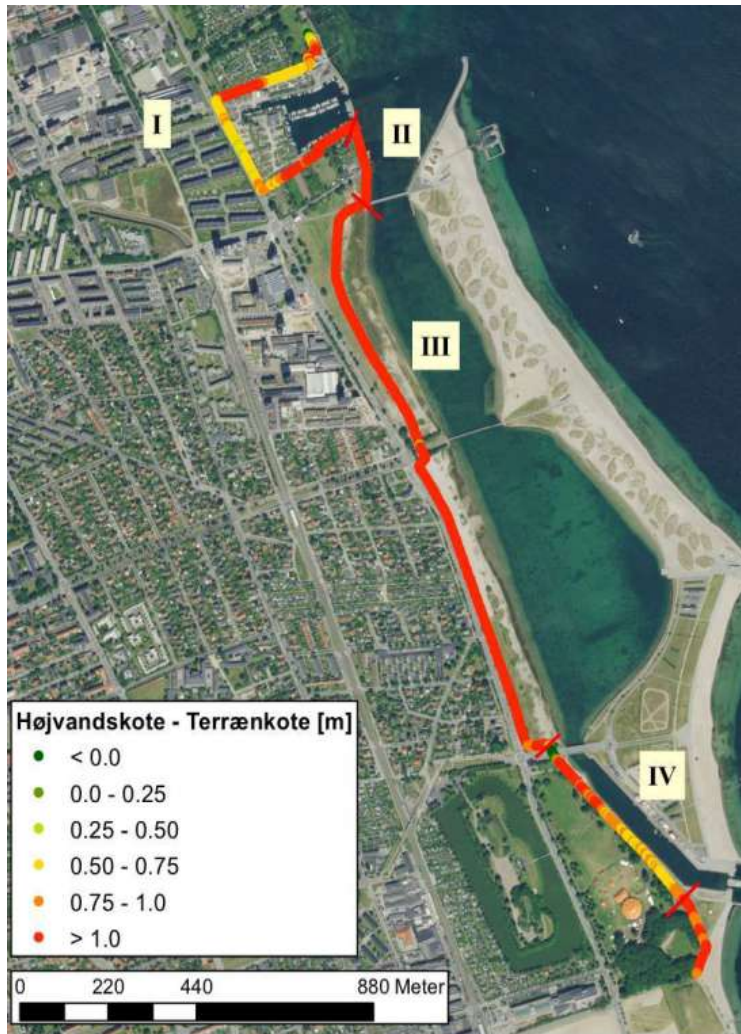 I
II
III
IV
Højvandskote - Terrænkote [m]
< 0.0
0.0 - 0.25
0.25 - 0.50
0.50 - 0.75
0.75 - 1.0
> 1.0
0 220 440 880 Meter